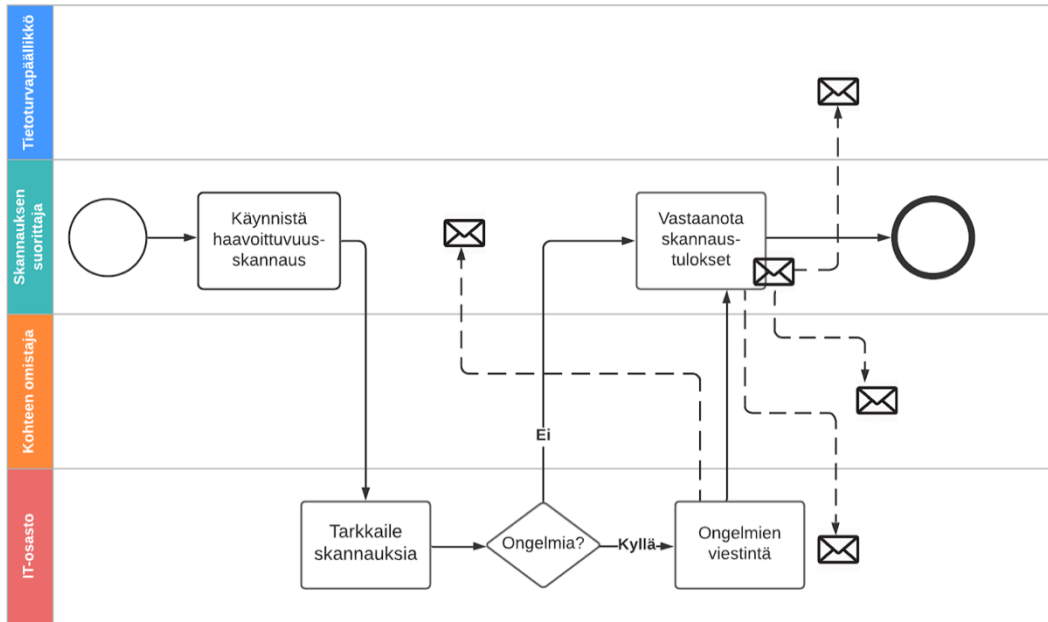 Tietoturvapäällikkö
Skannauksen
suorittaja
Käynnistä
haavoittuvuus-
skannaus
Vastaanota
skannaus-
tulokset
Kohteen omistaja
Ei
IT-osasto
Tarkkaile
skannauksia
Ongelmia?
Kyllä
Ongelmien
viestintä